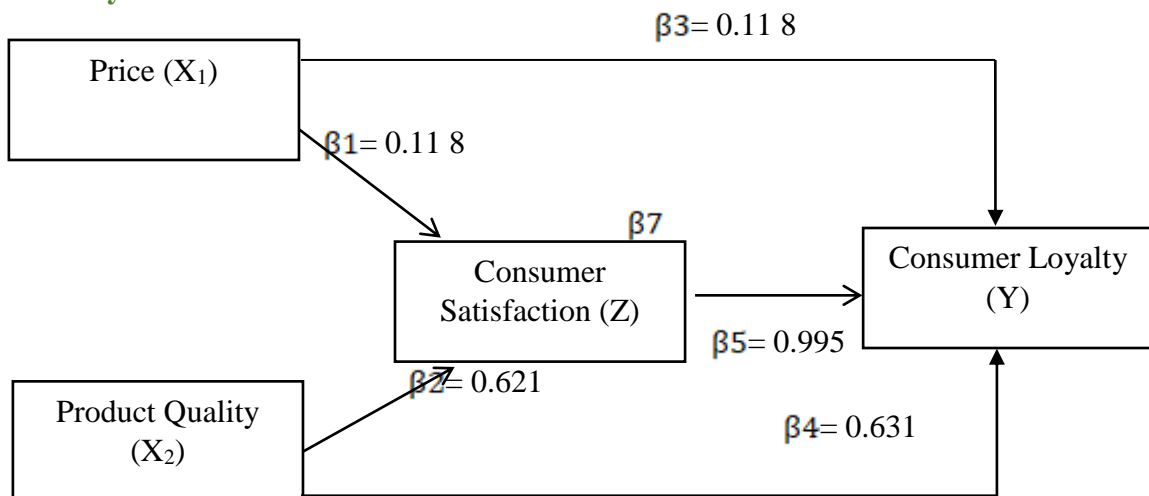 β3= 0.11 8
Price (X1)
β1= 0.11 8
β7
Consumer
Satisfaction (Z)
Consumer Loyalty
(Y)
β5= 0.995
β2= 0.621
Product Quality
(X2)
β4= 0.631